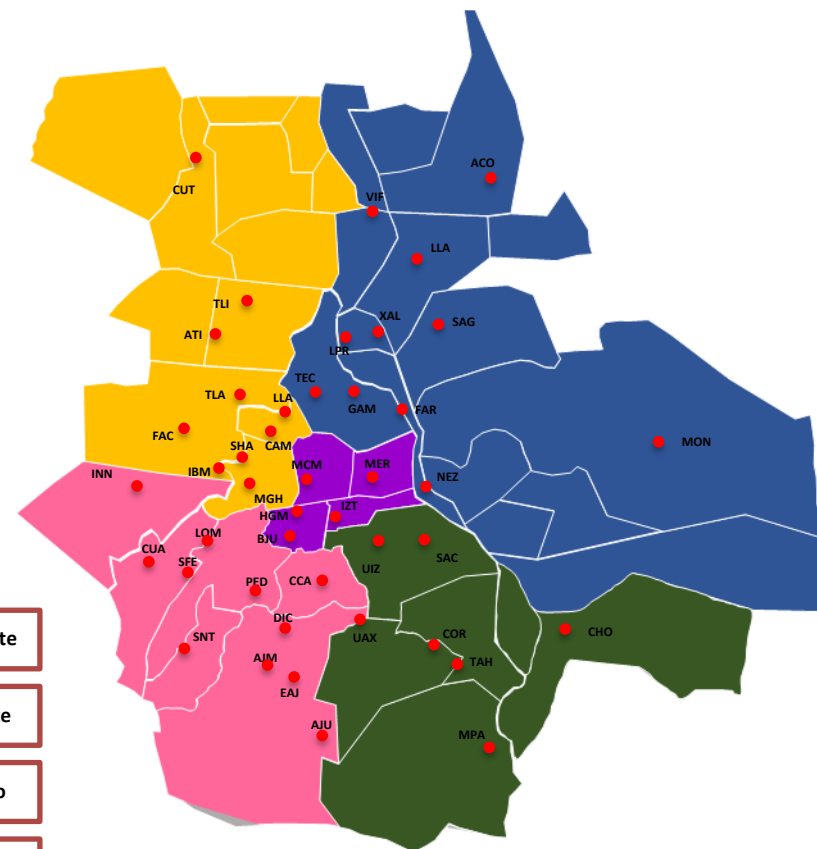 ACO
CUT
VIF
LLA
TLI
XAL
SAG
ATI
LPR
TEC
TLA
LLA
GAM
FAR
FAC
SHA
CAM
MON
IBM
MCM
MER
INN
NEZ
MGH
HGM
IZT
LOM
BJU
CUA
SAC
SFE
UIZ
PED
CCA
DIC
CHO
SNT
UAX
COR
AJM
TAH
EAJ
te
AJU
MPA
e
o